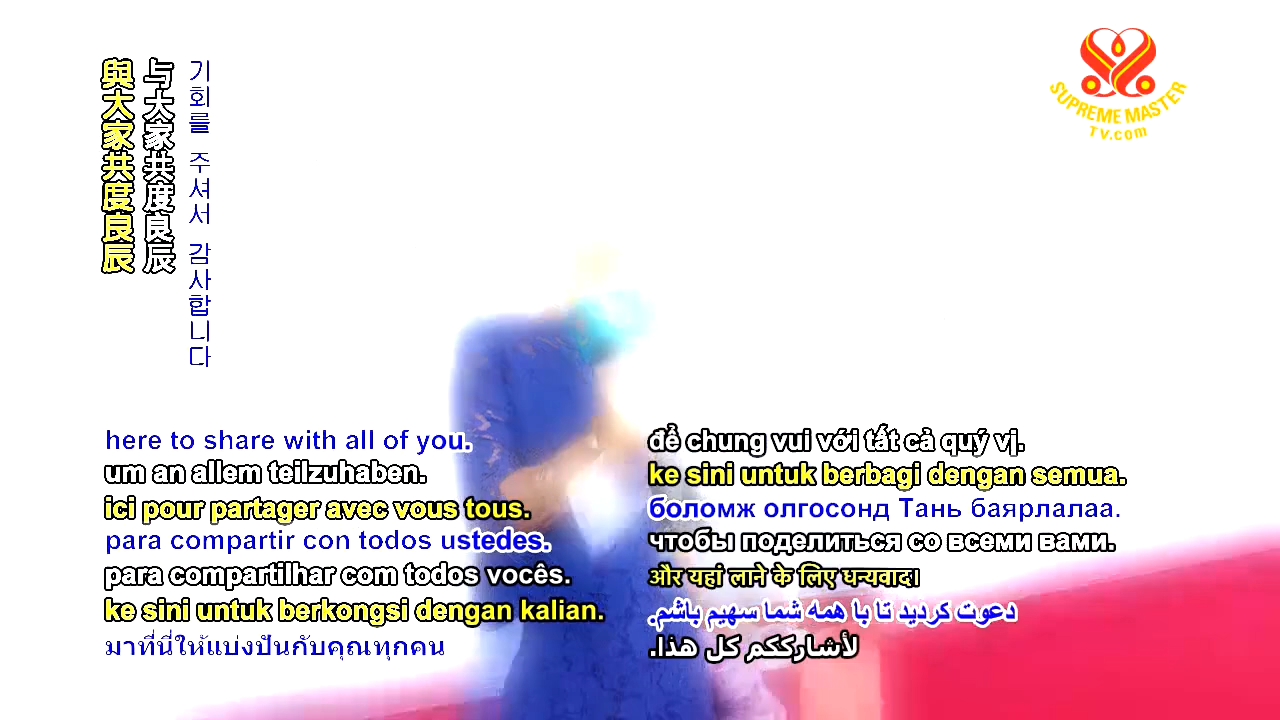 與大家共度良辰
与大家共度良辰
기회를 주셔서 감사합니다
SUPREME MASTER
TV.com
here to share with all of you.
um an allem teilzuhaben.
ici pour partager avec vous tous.
para compartir con todos ustedes.
para compartilhar com todos vocês.
ke sini untuk berkongsi dengan kalian.
มาที่นี่ให้แบ่งปันกับคุณทุกคน
để chung vui với tất cả quý vị.
ke sini untuk berbagi dengan semua.
боломж олгосонд Тань баярлалаа.
чтобы поделиться со всеми вами.
और यहां लाने के लिए धन्यवाद।
دعوت کردید تا با همه شما سهیم باشم.
لأشارككم كل هذا.